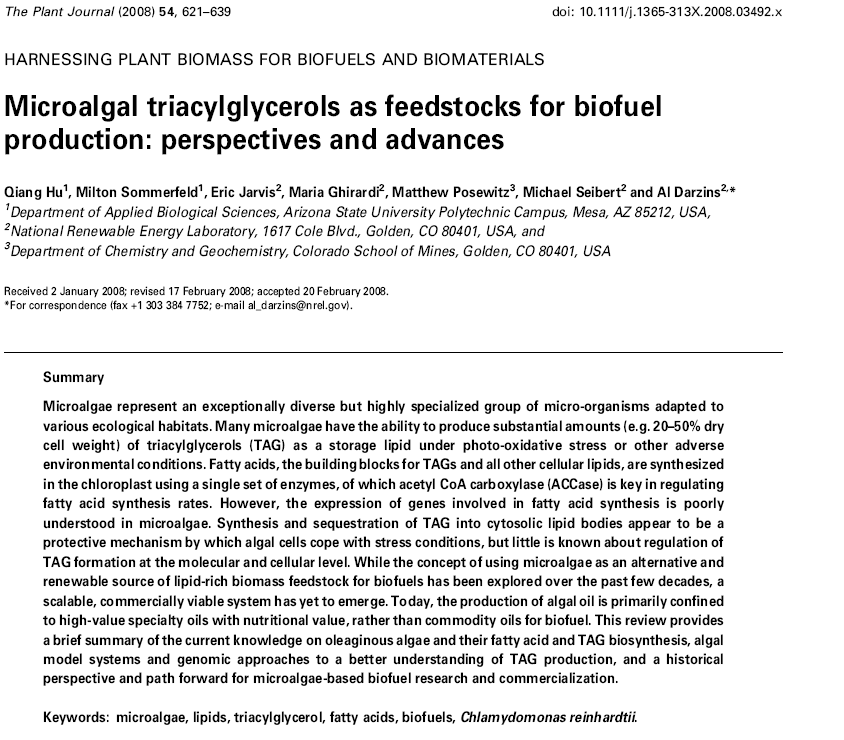 The Plant Journal (2008) 54, 621–639 doi: 10.1111/j.1365-313X.2008.03492.x
HARNESSING PLANT BIOMASS FOR BIOFUELS AND BIOMATERIALS
Microalgal triacylglycerols as feedstocks for biofuel
production: perspectives and advances
Qiang Hu1, Milton Sommerfeld1, Eric Jarvis2, Maria Ghirardi2, Matthew Posewitz3, Michael Seibert2 and Al Darzins2,*
1Department of Applied Biological Sciences, Arizona State University Polytechnic Campus, Mesa, AZ 85212, USA,
2National Renewable Energy Laboratory, 1617 Cole Blvd., Golden, CO 80401, USA, and
3Department of Chemistry and Geochemistry, Colorado School of Mines, Golden, CO 80401, USA
Received 2 January 2008; revised 17 February 2008; accepted 20 February 2008.
*For correspondence (fax +1 303 384 7752; e-mail al_darzins@nrel.gov).
Summary
Microalgae represent an exceptionally diverse but highly specialized group of micro-organisms adapted to
various ecological habitats. Many microalgae have the ability to produce substantial amounts (e.g. 20–50% dry
cell weight) of triacylglycerols (TAG) as a storage lipid under photo-oxidative stress or other adverse
environmental conditions. Fatty acids, the building blocks for TAGs and all other cellular lipids, are synthesized
in the chloroplast using a single set of enzymes, of which acetyl CoA carboxylase (ACCase) is key in regulating
fatty acid synthesis rates. However, the expression of genes involved in fatty acid synthesis is poorly
understood in microalgae. Synthesis and sequestration of TAG into cytosolic lipid bodies appear to be a
protective mechanism by which algal cells cope with stress conditions, but little is known about regulation of
TAG formation at the molecular and cellular level. While the concept of using microalgae as an alternative and
renewable source of lipid-rich biomass feedstock for biofuels has been explored over the past few decades, a
scalable, commercially viable system has yet to emerge. Today, the production of algal oil is primarily confined
to high-value specialty oils with nutritional value, rather than commodity oils for biofuel. This review provides
a brief summary of the current knowledge on oleaginous algae and their fatty acid and TAG biosynthesis, algal
model systems and genomic approaches to a better understanding of TAG production, and a historical
perspective and path forward for microalgae-based biofuel research and commercialization.
Keywords: microalgae, lipids, triacylglycerol, fatty acids, biofuels, Chlamydomonas reinhardtii.